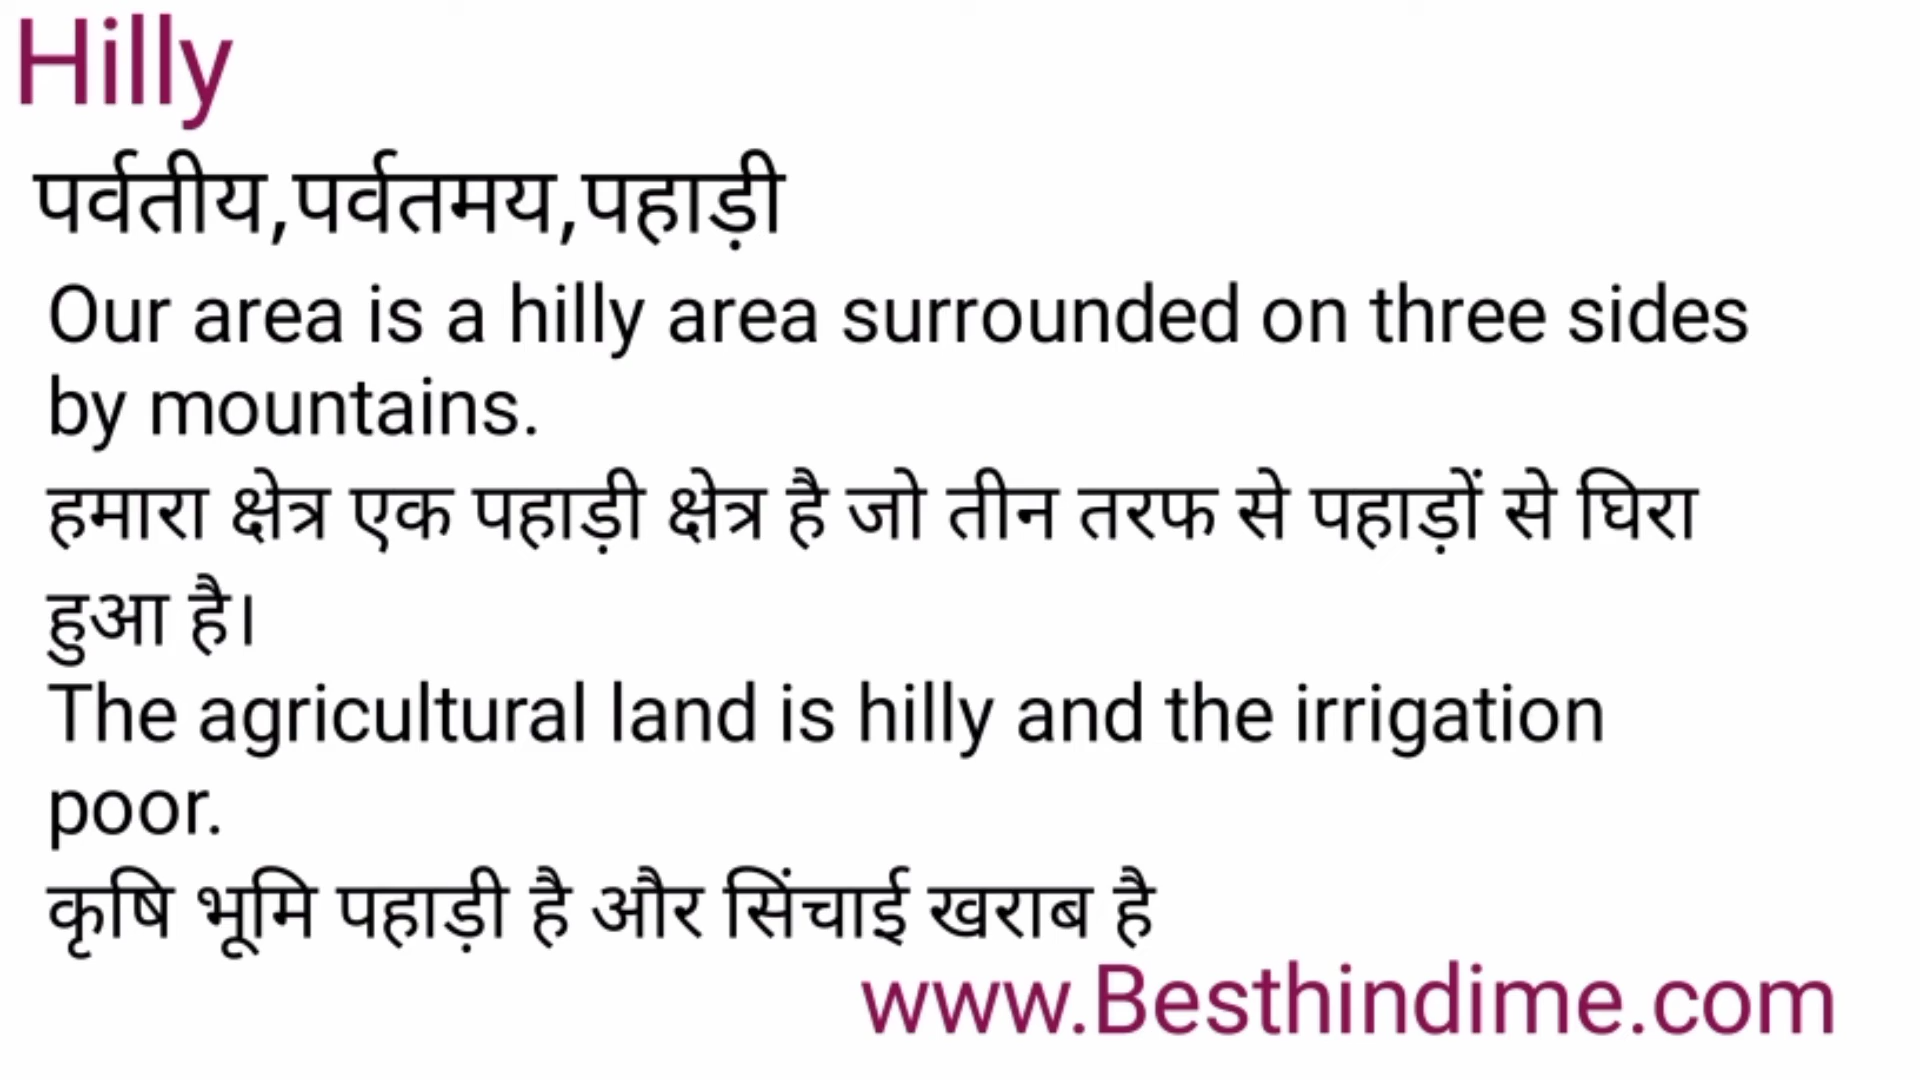 Hilly
पर्वतीय,पर्वतमय,पहाड़ी
Our area is a hilly area surrounded on three sides
by mountains.
हमारा क्षेत्र एक पहाड़ी क्षेत्र है जो तीन तरफ से पहाड़ों से घिरा
हुआ है।
The agricultural land is hilly and the irrigation
poor.
कृषि भूमि पहाड़ी है और सिंचाई खराब है
www.Besthindime.com